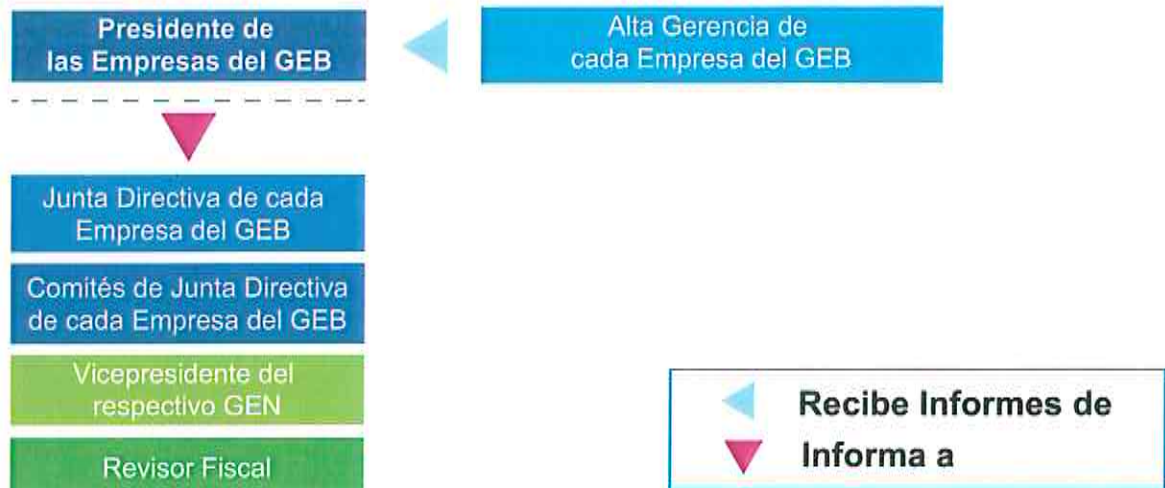 Presidente de
las Empresas del GEB
Alta Gerencia de
cada Empresa del GEB
Junta Directiva de cada
Empresa del GEB
Comités de Junta Directiva
de cada Empresa del GEB
Vicepresidente del
respectivo GEN
Revisor Fiscal
Recibe Informes de
Informa a